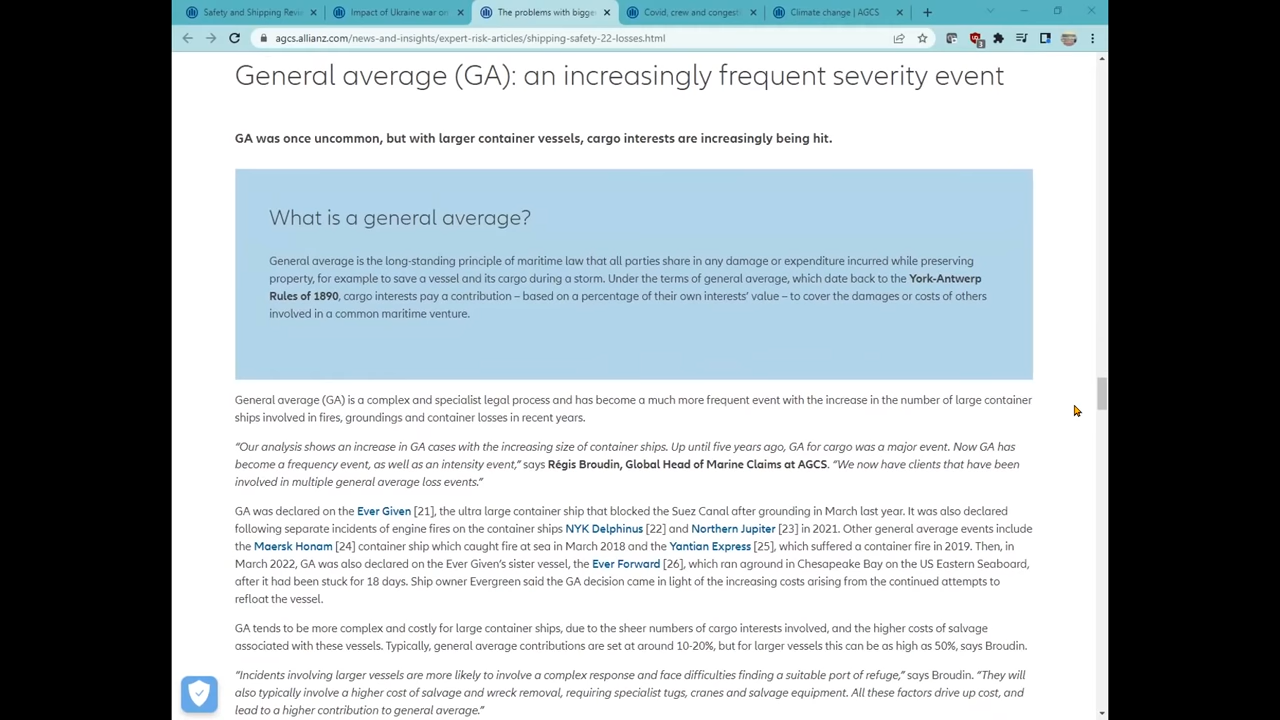 Safety and Shipping Revie
Impact of Ukraine war on
The problems with bigge
Covid, crew and congest
Climate change | AGCS
agcs.allianz.com/news-and-insights/expert-risk-articles/shipping-safety-22-losses.html
3
General average (GA): an increasingly frequent severity event
GA was once uncommon, but with larger container vessels, cargo interests are increasingly being hit.
What is a general average?
General average is the long-standing principle of maritime law that all parties share in any damage or expenditure incurred while preserving
property, for example to save a vessel and its cargo during a storm. Under the terms of general average, which date back to the York-Antwerp
Rules of 1890, cargo interests pay a contribution – based on a percentage of their own interests’ value – to cover the damages or costs of others
involved in a common maritime venture.
General average (GA) is a complex and specialist legal process and has become a much more frequent event with the increase in the number of large container
ships involved in fires, groundings and container losses in recent years.
“Our analysis shows an increase in GA cases with the increasing size of container ships. Up until five years ago, GA for cargo was a major event. Now GA has
become a frequency event, as well as an intensity event,” says Régis Broudin, Global Head of Marine Claims at AGCS. “We now have clients that have been
involved in multiple general average loss events.”
GA was declared on the Ever Given [21], the ultra large container ship that blocked the Suez Canal after grounding in March last year. It was also declared
following separate incidents of engine fires on the container ships NYK Delphinus [22] and Northern Jupiter [23] in 2021. Other general average events include
the Maersk Honam [24] container ship which caught fire at sea in March 2018 and the Yantian Express [25], which suffered a container fire in 2019. Then, in
March 2022, GA was also declared on the Ever Given’s sister vessel, the Ever Forward [26], which ran aground in Chesapeake Bay on the US Eastern Seaboard,
after it had been stuck for 18 days. Ship owner Evergreen said the GA decision came in light of the increasing costs arising from the continued attempts to
refloat the vessel.
GA tends to be more complex and costly for large container ships, due to the sheer numbers of cargo interests involved, and the higher costs of salvage
associated with these vessels. Typically, general average contributions are set at around 10-20%, but for larger vessels this can be as high as 50%, says Broudin.
“Incidents involving larger vessels are more likely to involve a complex response and face difficulties finding a suitable port of refuge,” says Broudin. “They will
also typically involve a higher cost of salvage and wreck removal, requiring specialist tugs, cranes and salvage equipment. All these factors drive up cost, and
lead to a higher contribution to general average.”